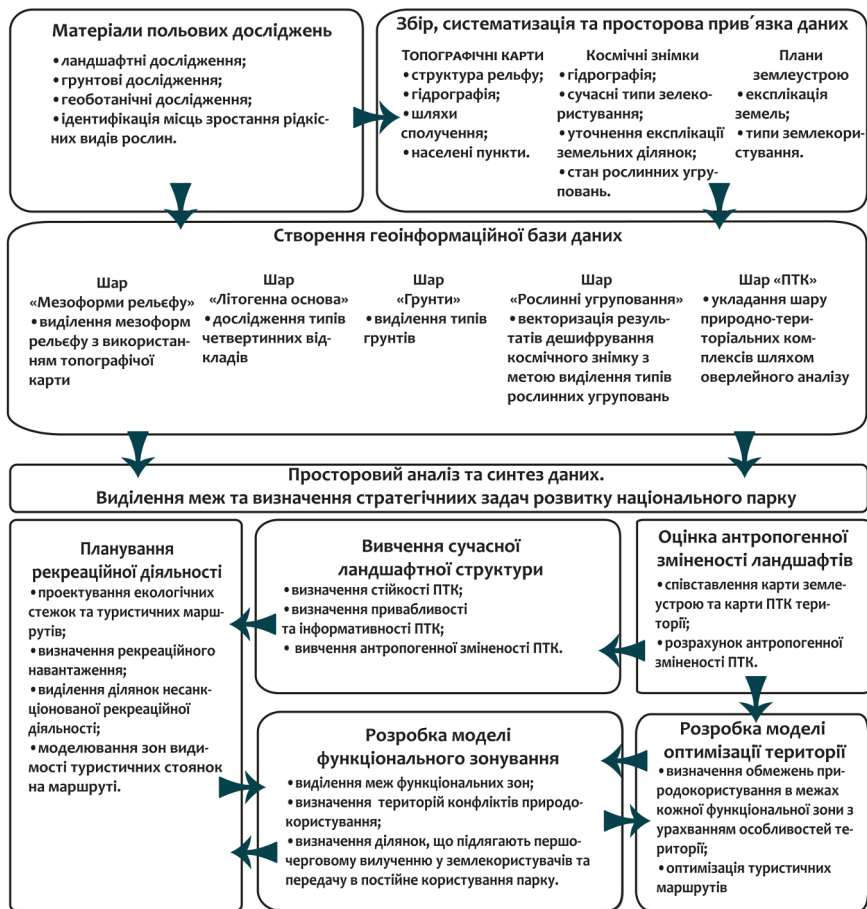 Матеріали польових досліджень
• ландшафтні дослідження;
• грунтові дослідження;
• геоботанічні дослідження;
• ідентифікація місць зростання рідкіс-
них видів рослин.
Збір, систематизація та просторова прив´язка даних
Топографічні карти
• структура рельфу;
• гідрографія;
• шляхи
сполучення;
• населені пункти.
Космічні знімки
• гідрографія;
• сучасні типи зелеко-
ристування;
• уточнення експлікації
земельних ділянок;
• стан рослинних угру-
повань.
Плани
землеустрою
• експлікація
земель;
• типи землекори-
стування.
Створення геоінформаційної бази даних
Шар
«Мезоформи рельєфу»
• виділення мезоформ
рельєфу з використан-
ням топографічої
карти
Шар
«Літогенна основа»
• дослідження типів
четвертинних від-
кладів
Шар
«Грунти»
• виділення типів
грунтів
Шар
«Рослинні угруповання»
• векторизація резуль-
татів дешифрування
космічного знімку з
метою виділення типів
рослинних угруповань
Шар «ПТК»
• укладання шару
природно-тери-
торіальних ком-
плексів шляхом
оверлейного аналізу
Просторовий аналіз та синтез даних.
Виділення меж та визначення стратегічниих задач розвитку національного парку
Планування
рекреаційної діяльності
• проектування екологічних
стежок та туристичних марш-
рутів;
• визначення рекреаційного
навантаження;
• виділення ділянок несанк-
ціонованої рекреаційної
діяльності;
• моделювання зон види-
мості туристичних стоянок
на маршруті.
Вивчення сучасної
ландшафтної структури
• визначення стійкості ПТК;
• визначення привабливості
та інформативності ПТК;
• вивчення антропогенної зміненості ПТК.
Оцінка антропогенної
зміненості ландшафтів
• співставлення карти земле-
устрою та карти ПТК тери-
торії;
• розрахунок антропогенної
зміненості ПТК.
Розробка моделі
функціонального зонування
• виділення меж функціональних зон;
• визначення територій конфліктів природо-
користування;
• визначення ділянок, що підлягають першо-
черговому вилученню у землекористувачів та
передачу в постійне користування парку.
Розробка моделі
оптимізації території
• визначення обмежень при-
родокористування в межах
кожної функціональної зони з
урахванням особливостей те-
риторії;
• оптимізація туристичних
маршрутів